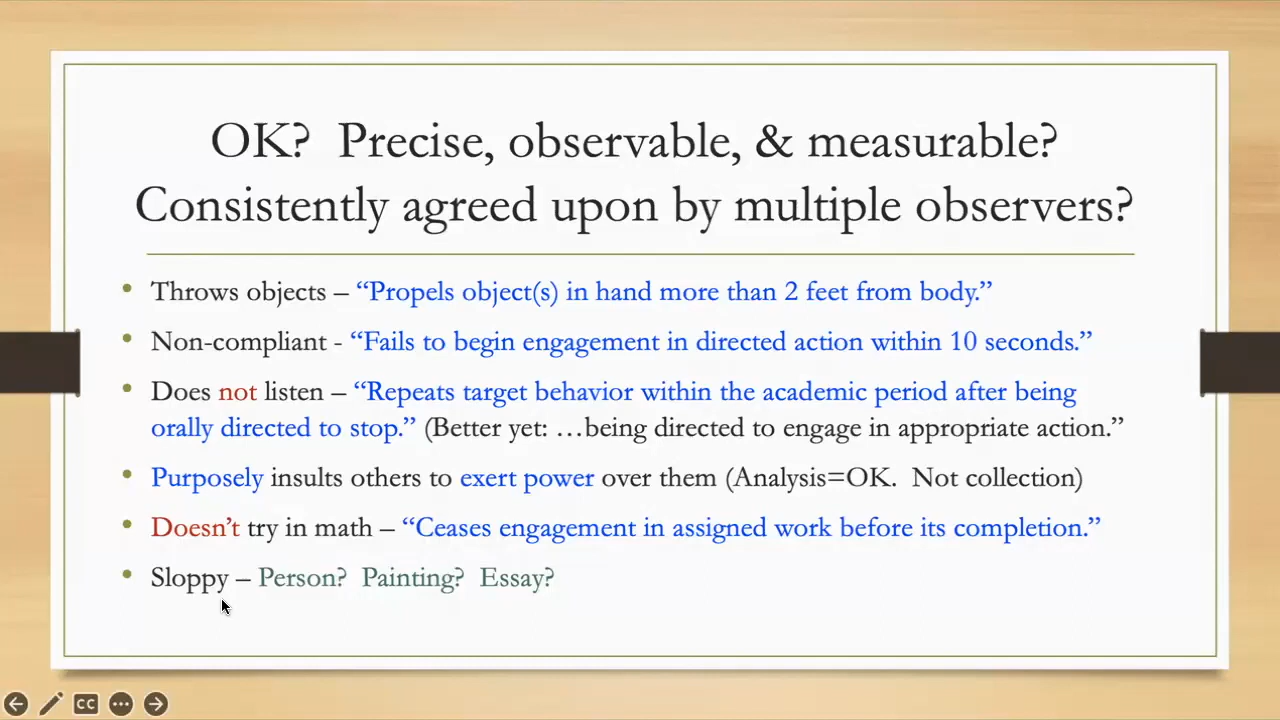 OK?  Precise, observable, & measurable?
Consistently agreed upon by multiple observers?
• Throws objects – “Propels object(s) in hand more than 2 feet from body.”
• Non-compliant - “Fails to begin engagement in directed action within 10 seconds.”
• Does not listen – “Repeats target behavior within the academic period after being
orally directed to stop.” (Better yet: …being directed to engage in appropriate action.”
• Purposely insults others to exert power over them (Analysis=OK.  Not collection)
• Doesn’t try in math – “Ceases engagement in assigned work before its completion.”
• Sloppy – Person?  Painting?  Essay?
CC